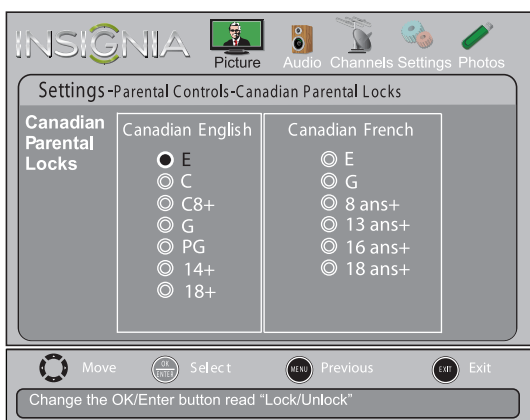 INSIGNIA
Picture Audio Channels Settings Photos
Settings-Parental Controls-Canadian Parental Locks
Canadian Parental Locks
Canadian English
E
C
C8+
G
PG
14+
18+
Canadian French
E
G
8 ans+
13 ans+
16 ans+
18 ans+
Move OK ENTER Select MENU Previous EXIT Exit
Change the OK/Enter button read “Lock/Unlock”